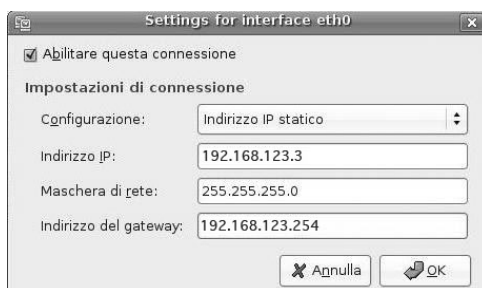 Settings for interface eth0
Abilitare questa connessione
Impostazioni di connessione
Configurazione: Indirizzo IP statico
Indirizzo IP: 192.168.123.3
Maschera di rete: 255.255.255.0
Indirizzo del gateway: 192.168.123.254
Annulla OK